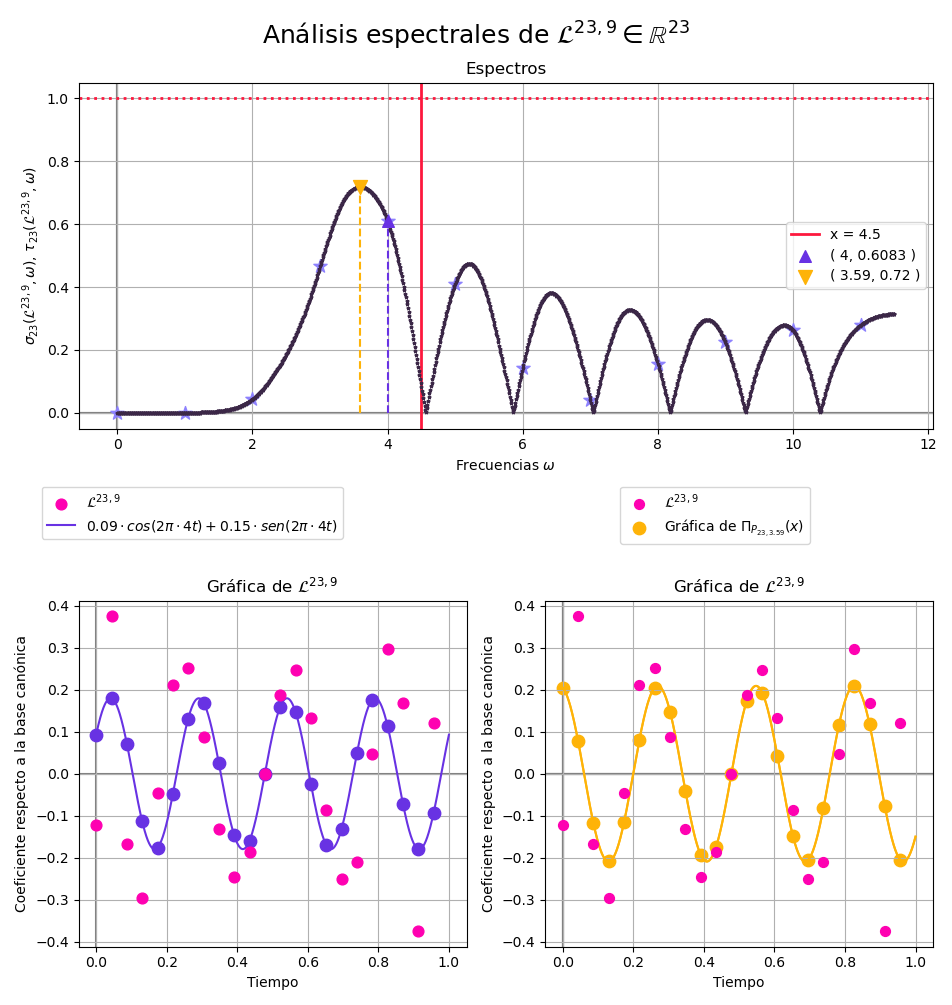 Análisis espectrales de ℒ^{23,9} ∈ ℝ^{23}
Espectros
σ_{23}(ℒ^{23,9}, ω), τ_{23}(ℒ^{23,9}, ω)
1.0
0.8
0.6
0.4
0.2
0.0
x = 4.5
( 4, 0.6083 )
( 3.59, 0.72 )
0 2 4 6 8 10 12
Frecuencias ω
ℒ^{23,9}
0.09 · cos(2π · 4t) + 0.15 · sen(2π · 4t)
ℒ^{23,9}
Gráfica de Π_{P_{23,3.59}}(x)
Gráfica de ℒ^{23,9}
Coeficiente respecto a la base canónica
0.4
0.3
0.2
0.1
0.0
−0.1
−0.2
−0.3
−0.4
0.0 0.2 0.4 0.6 0.8 1.0
Tiempo
Gráfica de ℒ^{23,9}
Coeficiente respecto a la base canónica
0.4
0.3
0.2
0.1
0.0
−0.1
−0.2
−0.3
−0.4
0.0 0.2 0.4 0.6 0.8 1.0
Tiempo